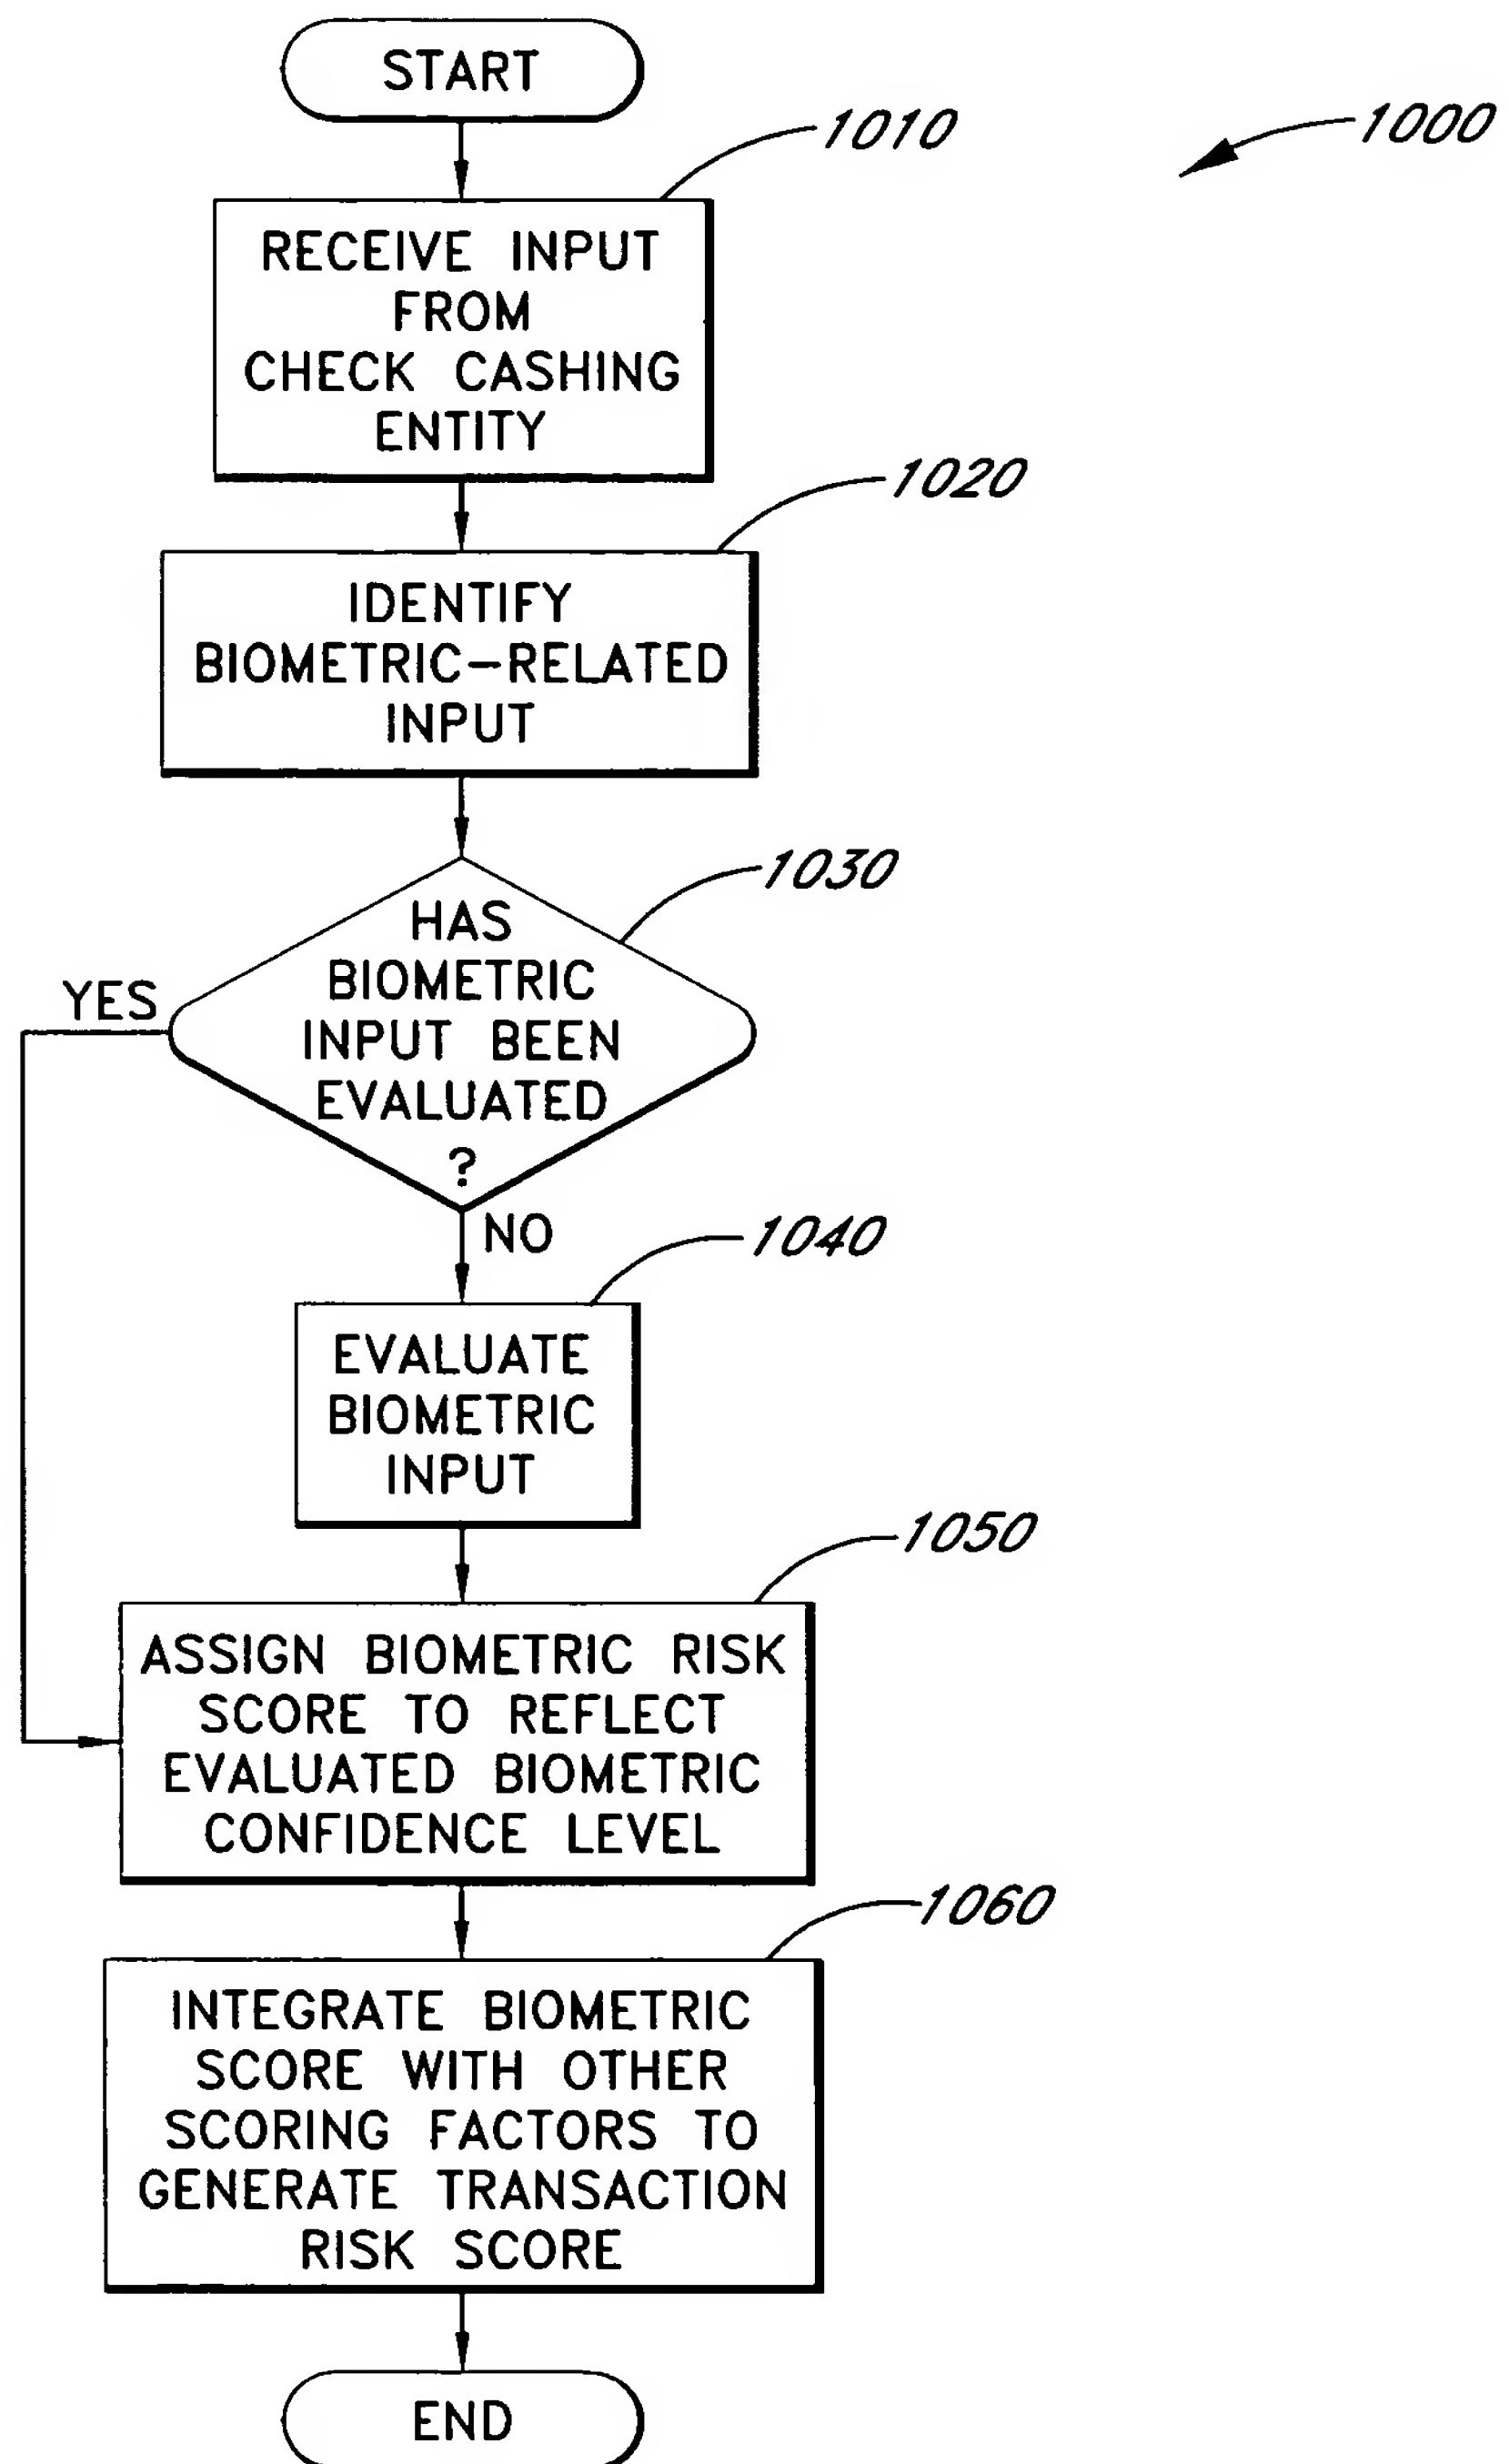 START
1010
1000
RECEIVE INPUT
FROM
CHECK CASHING
ENTITY
1020
IDENTIFY
BIOMETRIC-RELATED
INPUT
1030
HAS
BIOMETRIC
INPUT BEEN
EVALUATED
?
YES
NO
1040
EVALUATE
BIOMETRIC
INPUT
1050
ASSIGN BIOMETRIC RISK
SCORE TO REFLECT
EVALUATED BIOMETRIC
CONFIDENCE LEVEL
1060
INTEGRATE BIOMETRIC
SCORE WITH OTHER
SCORING FACTORS TO
GENERATE TRANSACTION
RISK SCORE
END